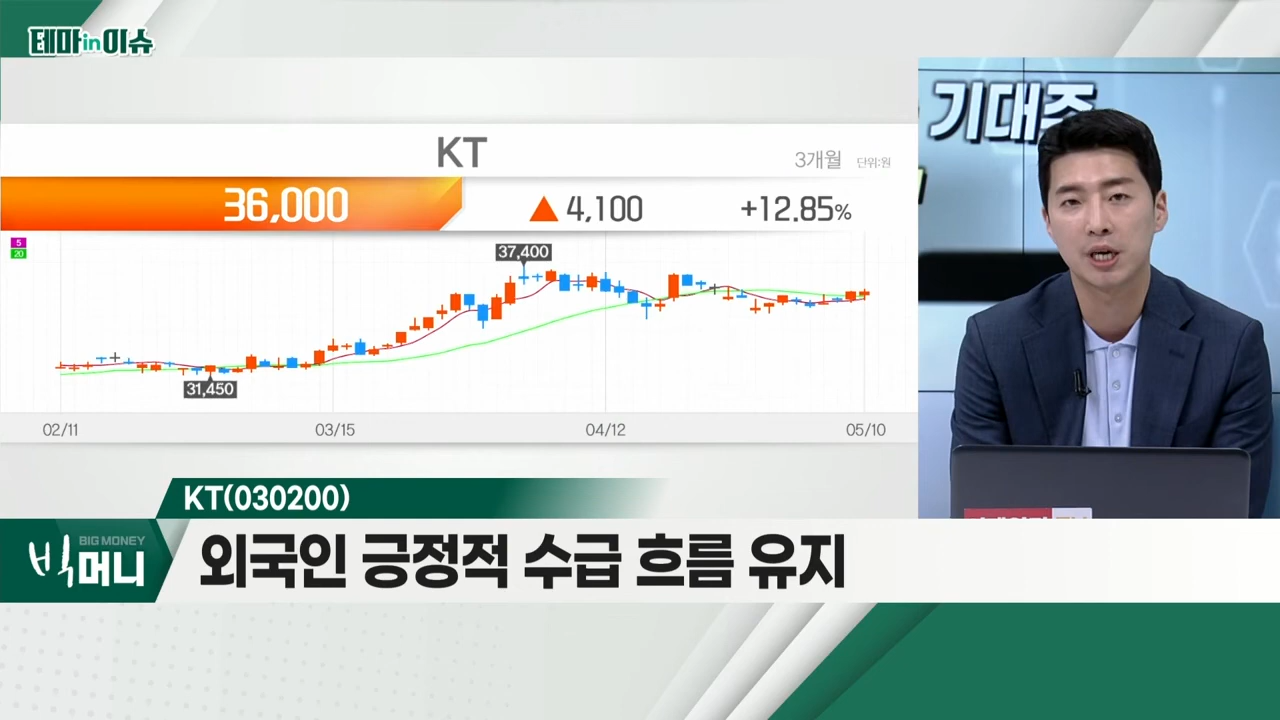 테마in이슈
기대주
KT
3개월 단위:원
36,000 ▲ 4,100 +12.85%
5
20
37,400
31,450
02/11 03/15 04/12 05/10
KT(030200)
BIG MONEY
빅머니
외국인 긍정적 수급 흐름 유지